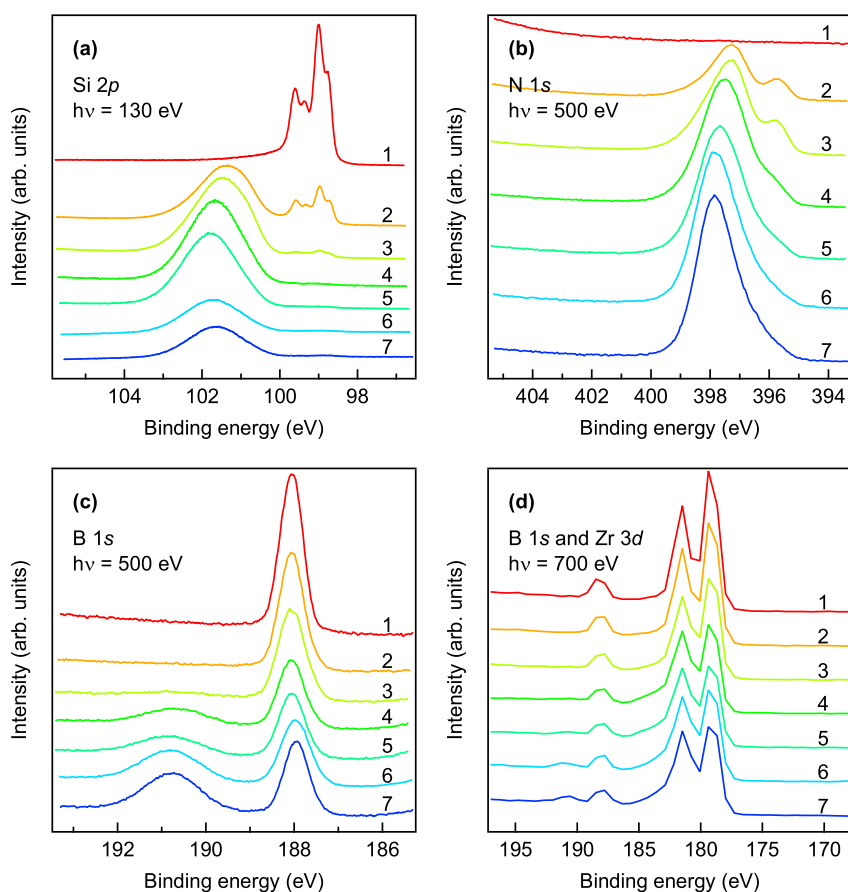 (a)
Si 2p
hν = 130 eV
1
2
3
4
5
6
7
104 102 100 98
Binding energy (eV)
Intensity (arb. units)
(b)
N 1s
hν = 500 eV
1
2
3
4
5
6
7
404 402 400 398 396 394
Binding energy (eV)
Intensity (arb. units)
(c)
B 1s
hν = 500 eV
1
2
3
4
5
6
7
192 190 188 186
Binding energy (eV)
Intensity (arb. units)
(d)
B 1s and Zr 3d
hν = 700 eV
1
2
3
4
5
6
7
195 190 185 180 175 170
Binding energy (eV)
Intensity (arb. units)